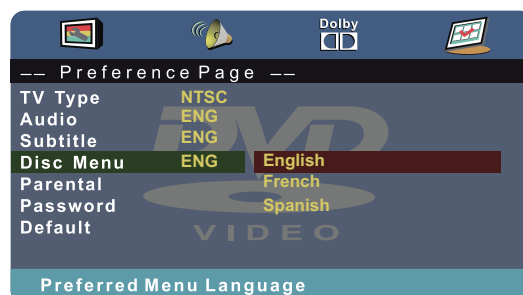 Dolby
-- Preference Page --
TV Type NTSC
Audio ENG
Subtitle ENG
Disc Menu ENG English
Parental French
Password Spanish
Default
DVD
VIDEO
Preferred Menu Language